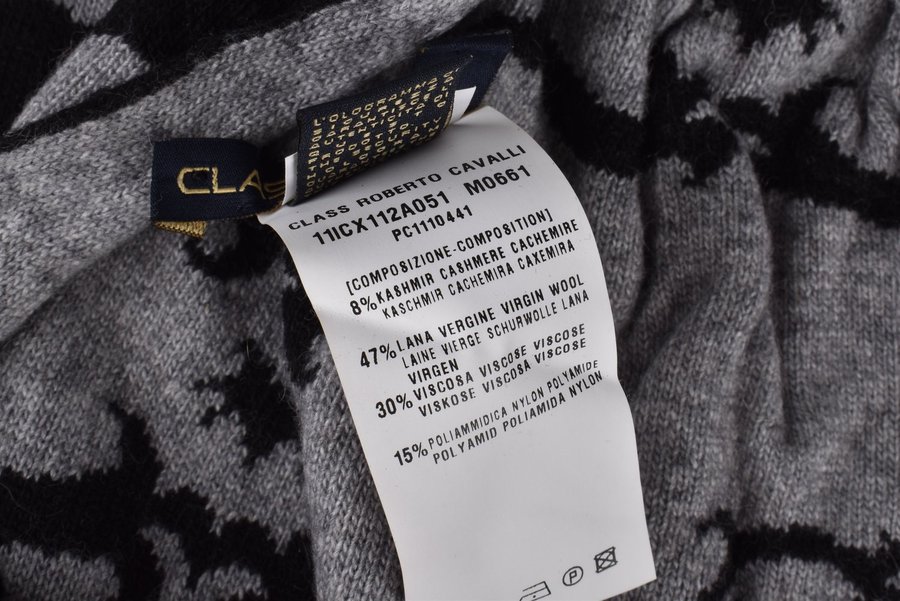 CLAS
CLASS ROBERTO CAVALLI
11ICX112A051 M0661
PC1110441
[COMPOSIZIONE-COMPOSITION]
8% KASHMIR CASHMERE CACHEMIRE
KASCHMIR CACHEMIRA CAXEMIRA
47% LANA VERGINE VIRGIN WOOL
LAINE VIERGE SCHURWOLLE LANA
VIRGEN
30% VISCOSA VISCOSE VISCOSE
VISKOSE VISCOSA VISCOSE
15% POLIAMMIDICA NYLON POLYAMIDE
POLYAMID POLIAMIDA NYLON
P